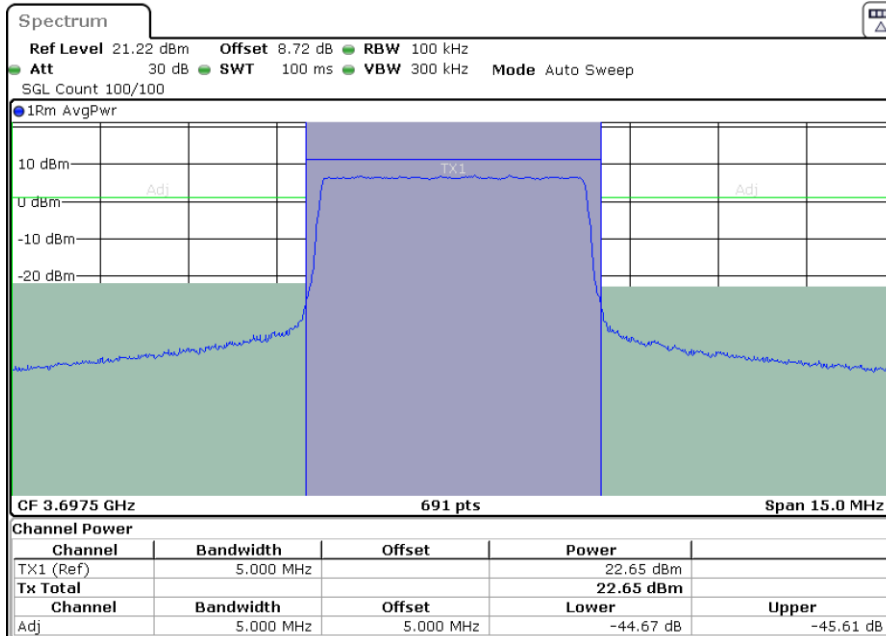 Spectrum
Ref Level 21.22 dBm Offset 8.72 dB RBW 100 kHz
Att 30 dB SWT 100 ms VBW 300 kHz Mode Auto Sweep
SGL Count 100/100
1Rm AvgPwr
10 dBm
TX1
Adj Adj
0 dBm
-10 dBm
-20 dBm
CF 3.6975 GHz 691 pts Span 15.0 MHz
Channel Power
Channel Bandwidth Offset Power
TX1 (Ref) 5.000 MHz 22.65 dBm
Tx Total 22.65 dBm
Channel Bandwidth Offset Lower Upper
Adj 5.000 MHz 5.000 MHz -44.67 dB -45.61 dB